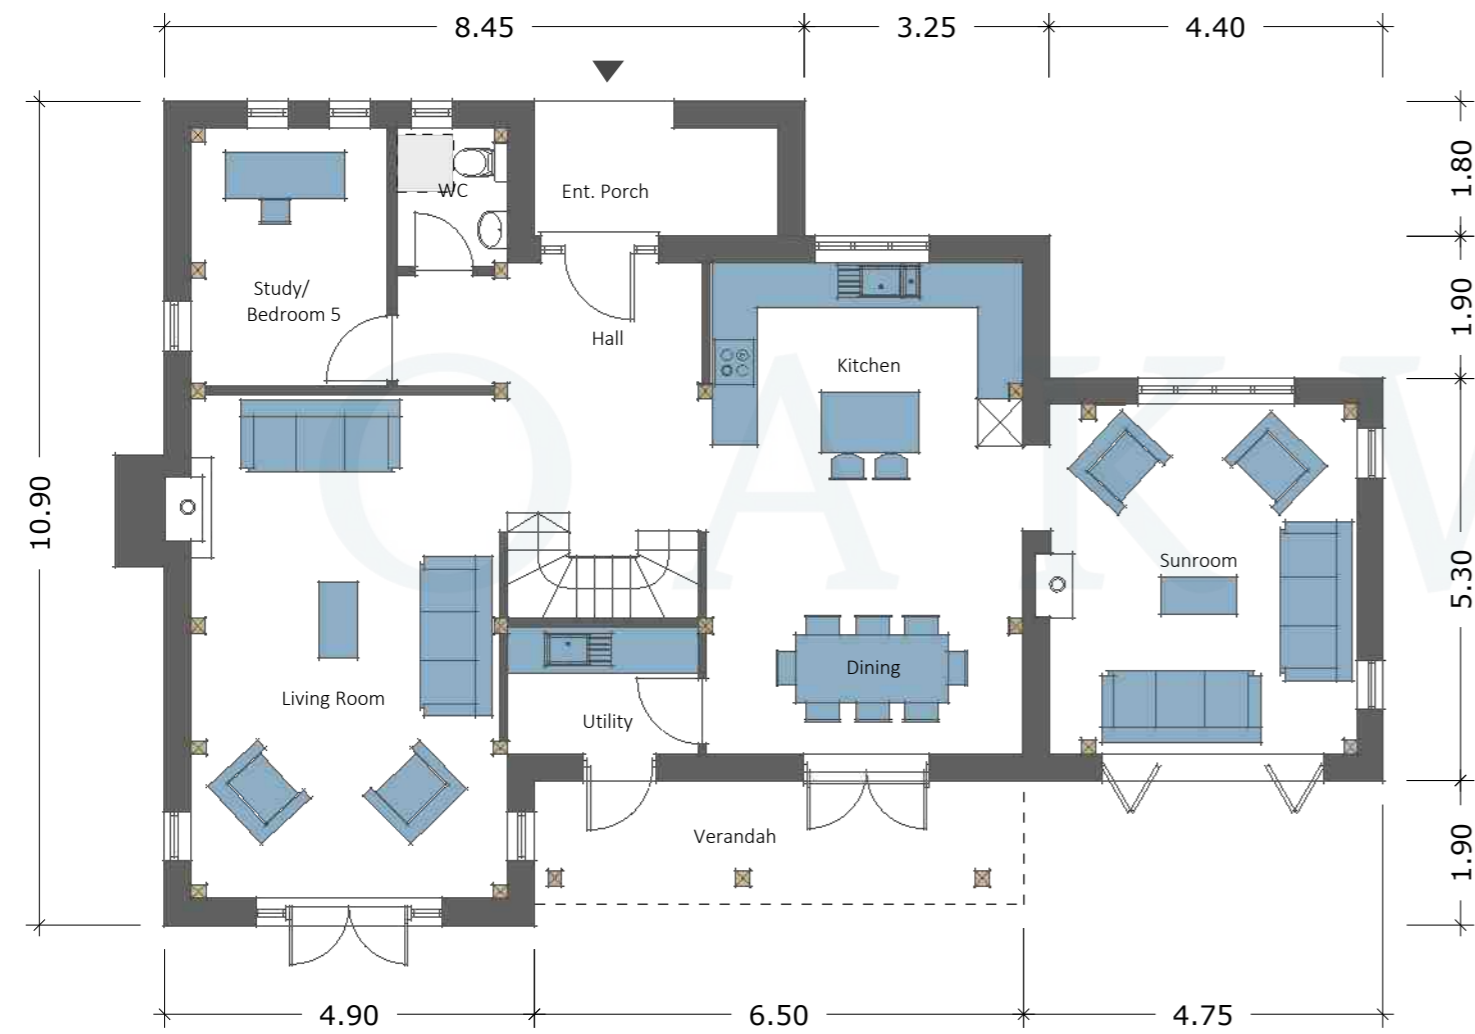 8.45
3.25
4.40
10.90
1.80
1.90
5.30
1.90
WC
Ent. Porch
Study/
Bedroom 5
Hall
Kitchen
Sunroom
Living Room
Dining
Utility
Verandah
4.90
6.50
4.75
O A K W